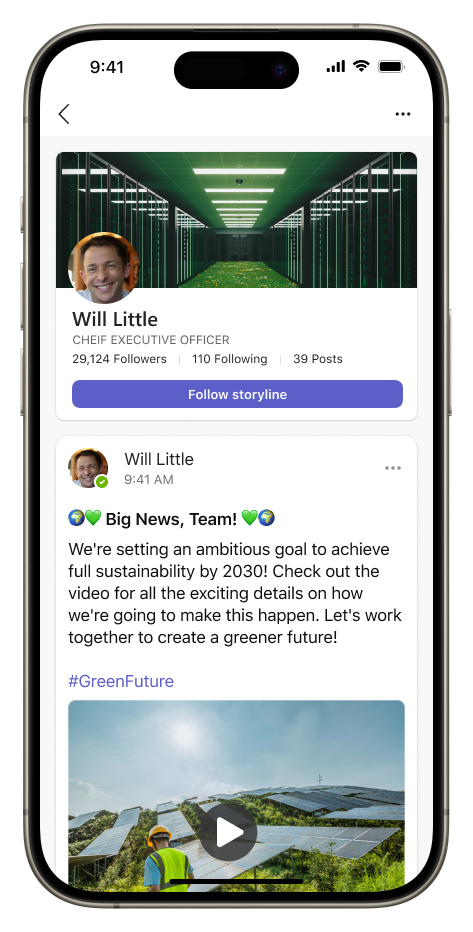 9:41
Will Little
CHEIF EXECUTIVE OFFICER
29,124 Followers | 110 Following | 39 Posts
Follow storyline
Will Little
9:41 AM
🌍💚 Big News, Team! 💚🌍
We're setting an ambitious goal to achieve
full sustainability by 2030! Check out the
video for all the exciting details on how
we're going to make this happen. Let's work
together to create a greener future!
#GreenFuture